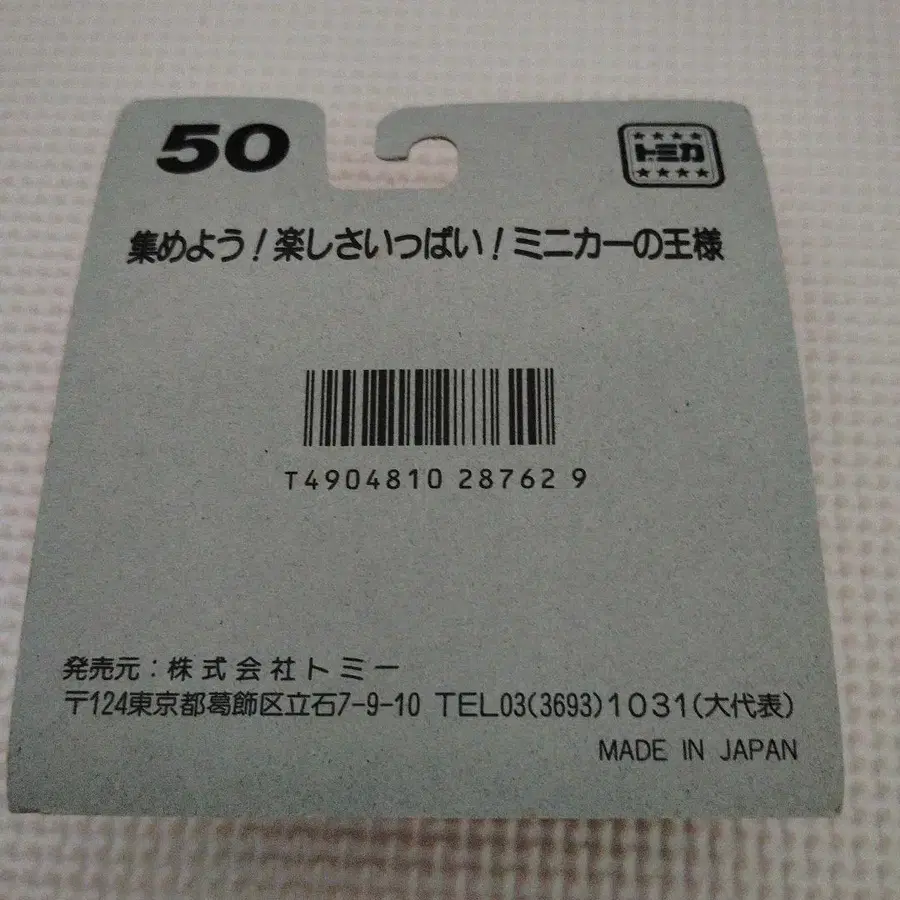 50
トミカ
集めよう!楽しさいっぱい!ミニカーの王様
T4904810 28762 9
発売元:株式会社トミー
〒124東京都葛飾区立石7-9-10 TEL03(3693)1031(大代表)
MADE IN JAPAN